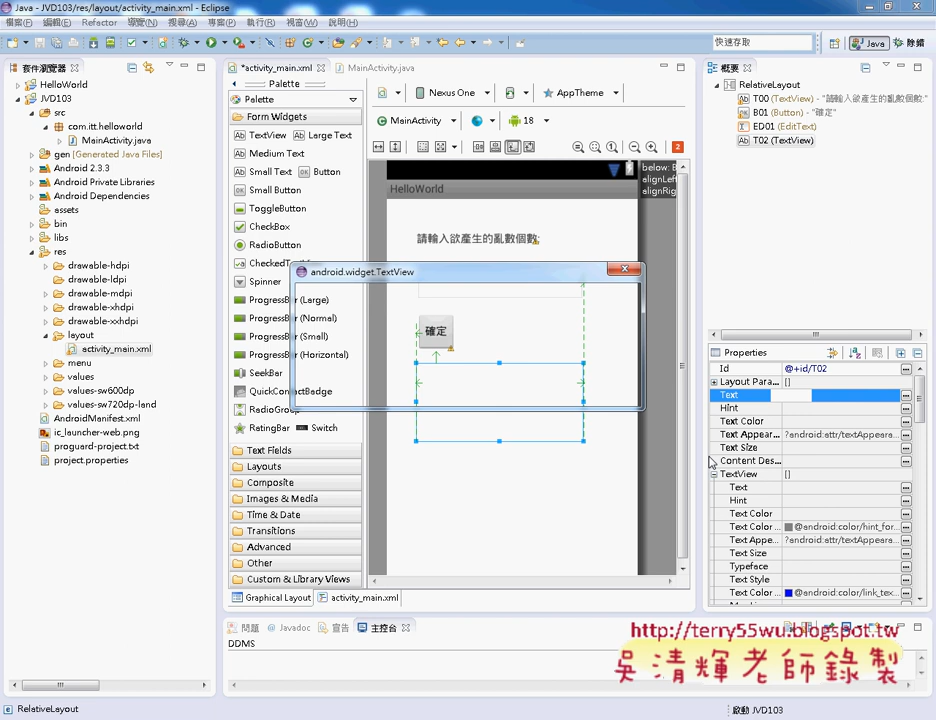 Java - JVD103/res/layout/activity_main.xml - Eclipse
檔案(F) 編輯(E) Refactor 導覽(N) 搜尋(A) 專案(P) 執行(R) 視窗(W) 說明(H)
快速存取
Java
除錯
套件瀏覽器
HelloWorld
JVD103
src
com.itt.helloworld
MainActivity.java
gen [Generated Java Files]
Android 2.3.3
Android Private Libraries
Android Dependencies
assets
bin
libs
res
drawable-hdpi
drawable-ldpi
drawable-mdpi
drawable-xhdpi
drawable-xxhdpi
layout
activity_main.xml
menu
values
values-sw600dp
values-sw720dp-land
AndroidManifest.xml
ic_launcher-web.png
proguard-project.txt
project.properties
*activity_main.xml
MainActivity.java
Palette
Palette
Form Widgets
TextView Large Text
Medium Text
Small Text Button
Small Button
ToggleButton
CheckBox
RadioButton
CheckedT
Spinner
ProgressBar (Large)
ProgressBar (Normal)
ProgressBar (Small)
ProgressBar (Horizontal)
SeekBar
QuickContactBadge
RadioGroup
RatingBar Switch
Text Fields
Layouts
Composite
Images & Media
Time & Date
Transitions
Advanced
Other
Custom & Library Views
Graphical Layout
activity_main.xml
Nexus One
AppTheme
MainActivity
18
2
HelloWorld
below: B
alignLef
alignRig
請輸入欲產生的亂數個數:
android.widget.TextView
確定
概要
RelativeLayout
T00 (TextView) - "請輸入欲產生的亂數個數:"
B01 (Button) - "確定"
ED01 (EditText)
T02 (TextView)
Properties
Id @+id/T02
Layout Para... []
Text
Hint
Text Color
Text Appear... ?android:attr/textAppeara...
Text Size
Content Des...
TextView []
Text
Hint
Text Color
Text Color ... @android:color/hint_for...
Text Appe... ?android:attr/textAppeara...
Text Size
Typeface
Text Style
Text Color ... @android:color/link_tex...
問題
Javadoc
宣告
主控台
DDMS
http://terry55wu.blogspot.tw
吳清輝老師錄製
RelativeLayout
啟動 JVD103